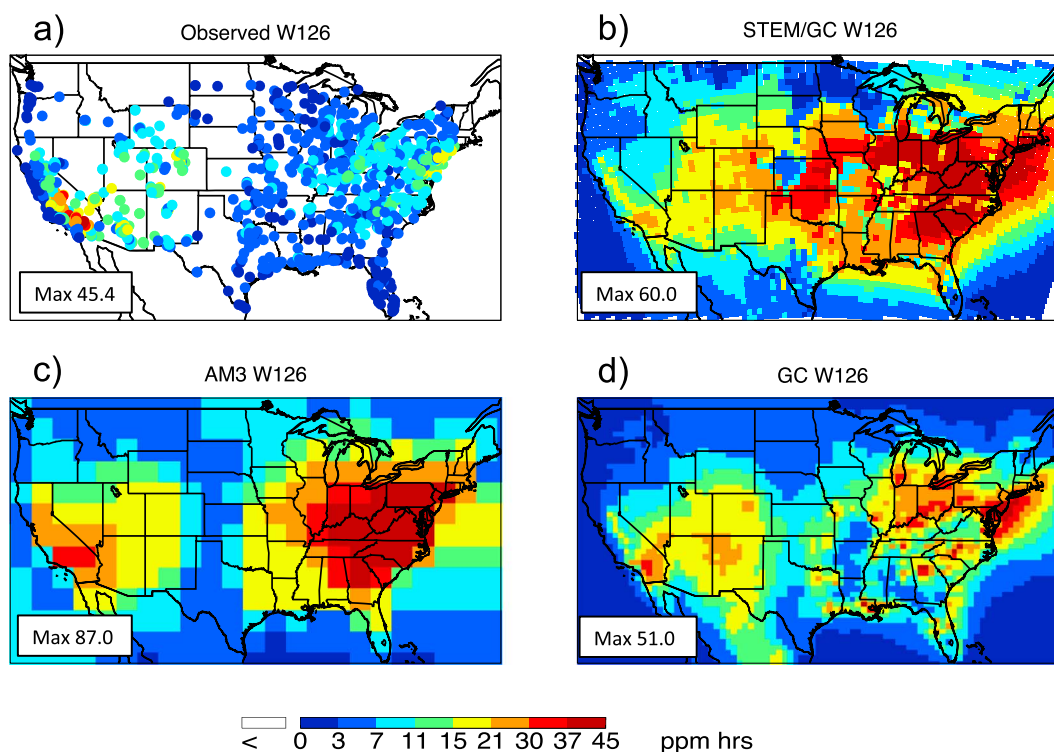 a)
Observed W126
Max 45.4
b)
STEM/GC W126
Max 60.0
c)
AM3 W126
Max 87.0
d)
GC W126
Max 51.0
< 0 3 7 11 15 21 30 37 45 ppm hrs